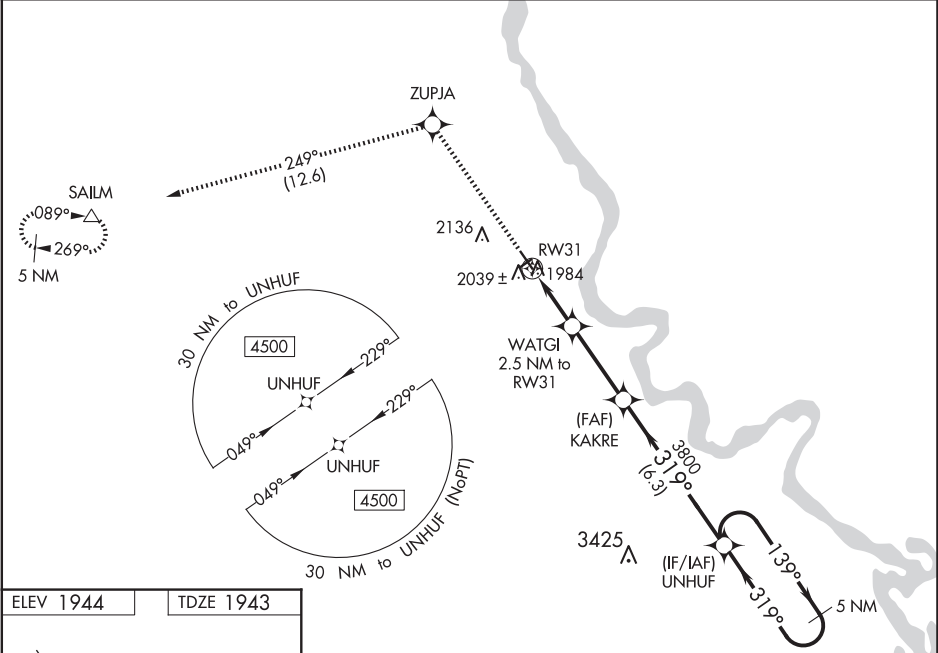 ZUPJA
249°
(12.6)
SAILM
089°
269°
5 NM
2136
RW31
2039 ±
1984
30 NM to UNHUF
4500
229°
UNHUF
049°
229°
UNHUF
049°
4500
30 NM to UNHUF (NoPT)
WATGI
2.5 NM to
RW31
(FAF)
KAKRE
3800
319°
(6.3)
3425
(IF/IAF)
UNHUF
139°
319°
5 NM
ELEV 1944
TDZE 1943